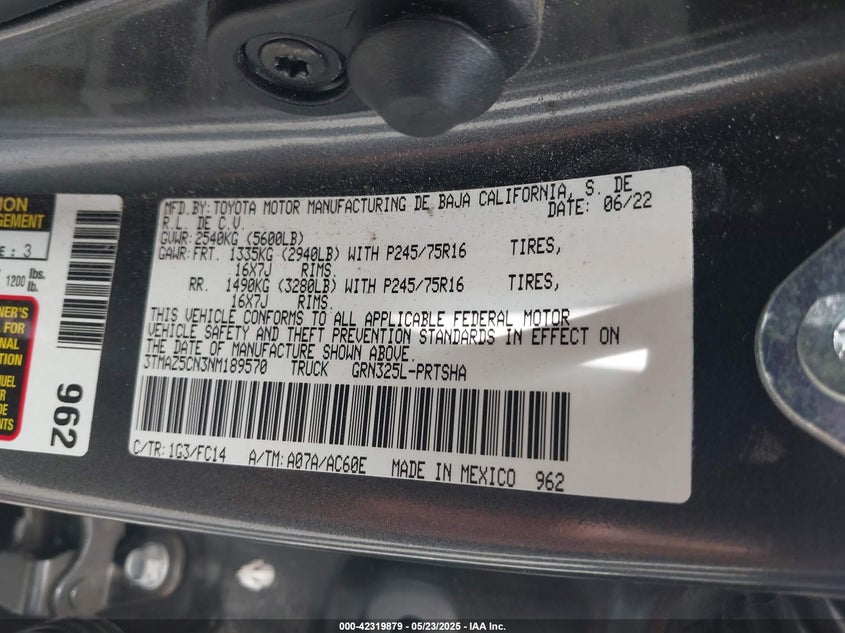 MFD.BY:TOYOTA MOTOR MANUFACTURING DE BAJA CALIFORNIA, S. DE
R.L. DE C.V. DATE: 06/22
GVWR:2540KG (5600LB)
GAWR:FRT. 1335KG (2940LB) WITH P245/75R16 TIRES,
16X7J RIMS.
RR. 1490KG (3280LB) WITH P245/75R16 TIRES,
16X7J RIMS.
THIS VEHICLE CONFORMS TO ALL APPLICABLE FEDERAL MOTOR
VEHICLE SAFETY AND THEFT PREVENTION STANDARDS IN EFFECT ON
THE DATE OF MANUFACTURE SHOWN ABOVE.
3TMAZ5CN3NM189570 TRUCK GRN325L-PRTSHA
C/TR:1G3/FC14 A/TM:A07A/AC60E MADE IN MEXICO 962
: 3
1200 lbs.
lb.
FOR
962
000-42319879 - 05/23/2025 - IAA Inc.